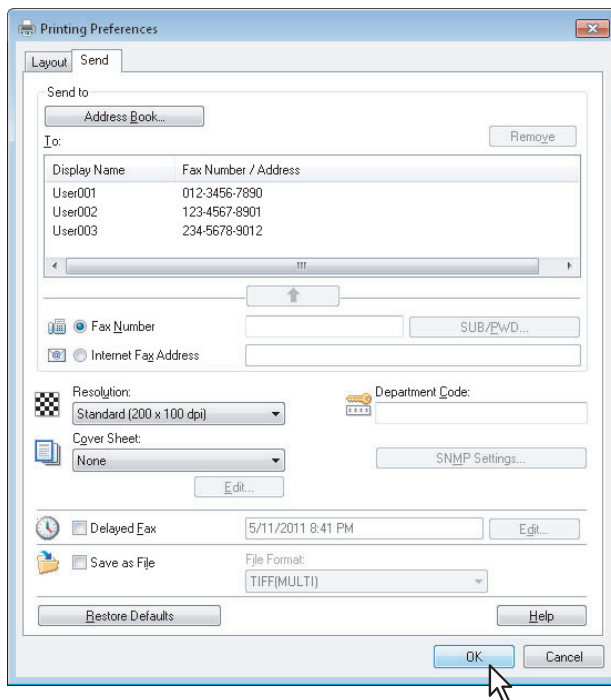 Printing Preferences
Layout Send
Send to
Address Book...
To:
Remove
Display Name Fax Number / Address
User001 012-3456-7890
User002 123-4567-8901
User003 234-5678-9012
Fax Number SUB/PWD...
Internet Fax Address
Resolution: Department Code:
Standard (200 x 100 dpi)
Cover Sheet:
None SNMP Settings...
Edit...
Delayed Fax 5/11/2011 8:41 PM Edit...
Save as File File Format:
TIFF(MULTI)
Restore Defaults Help
OK Cancel